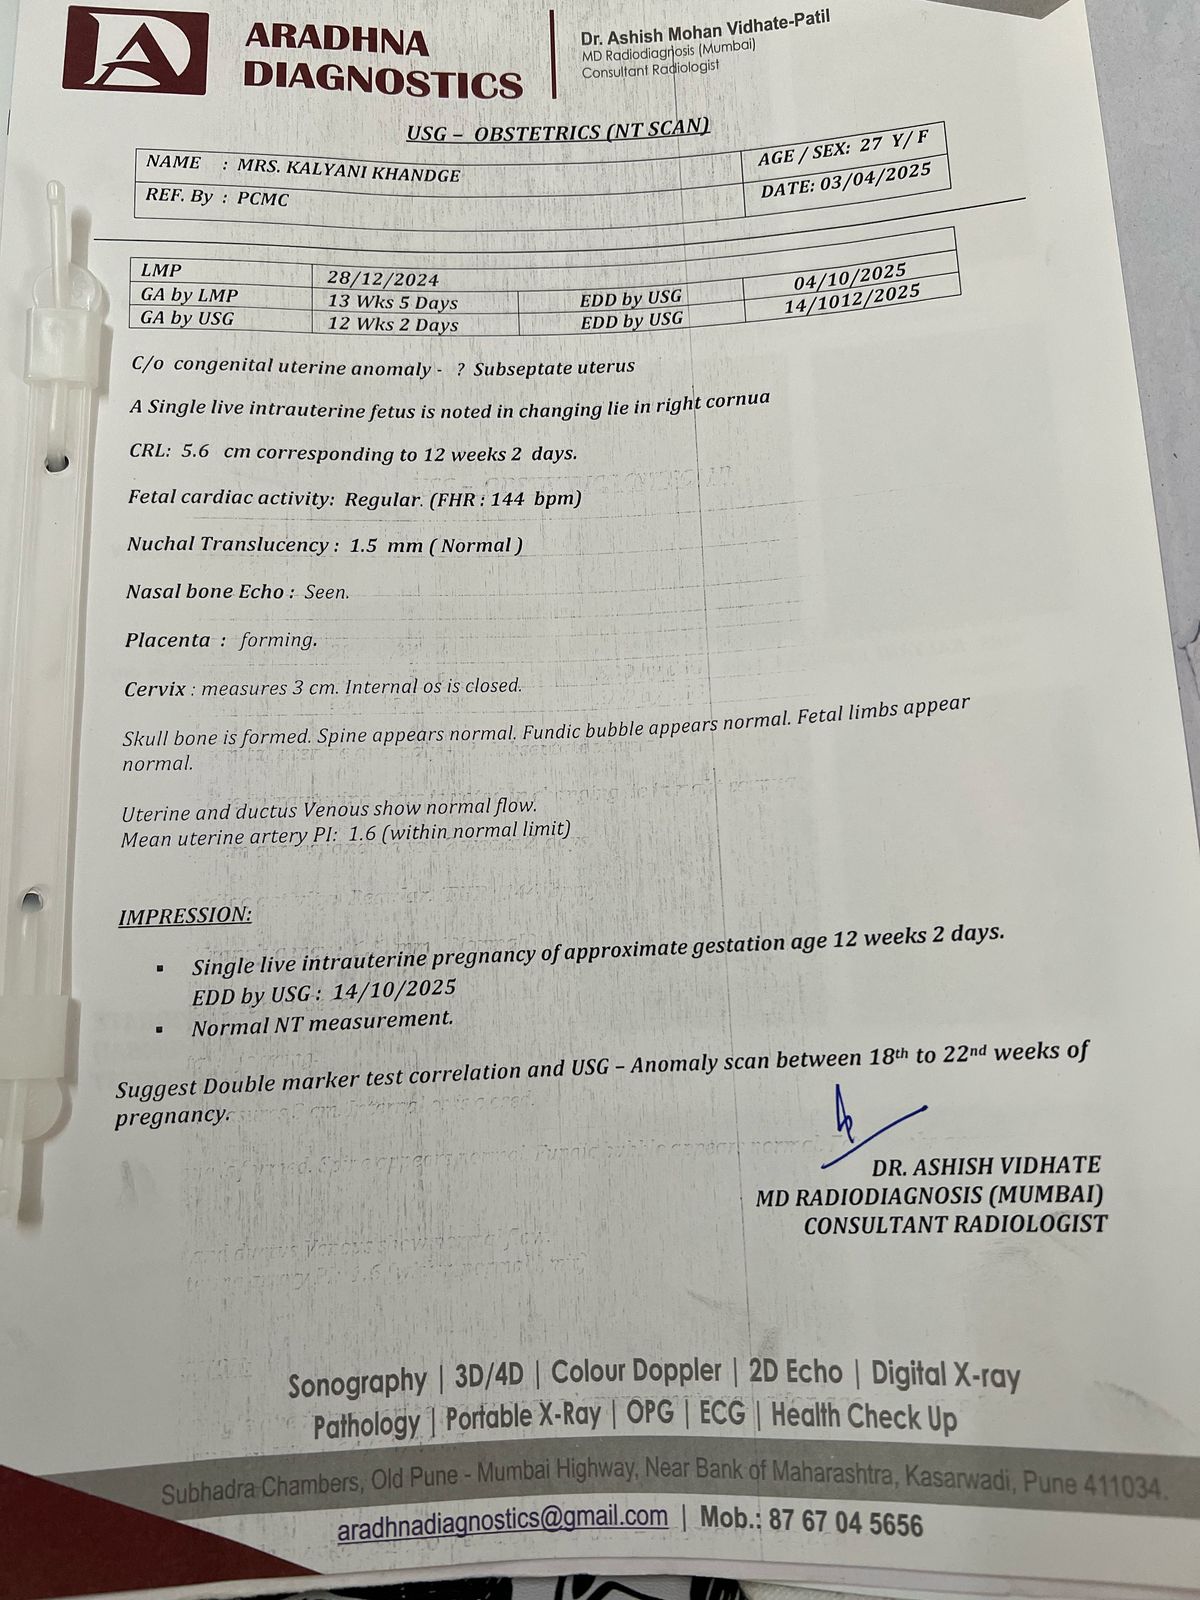 ARADHNA
DIAGNOSTICS
Dr. Ashish Mohan Vidhate-Patil
MD Radiodiagnosis (Mumbai)
Consultant Radiologist
USG – OBSTETRICS (NT SCAN)
NAME : MRS. KALYANI KHANDGE AGE / SEX: 27 Y/ F
REF. By : PCMC DATE: 03/04/2025
LMP 28/12/2024
GA by LMP 13 Wks 5 Days EDD by USG 04/10/2025
GA by USG 12 Wks 2 Days EDD by USG 14/1012/2025
C/o congenital uterine anomaly - ? Subseptate uterus
A Single live intrauterine fetus is noted in changing lie in right cornua
CRL: 5.6 cm corresponding to 12 weeks 2 days.
Fetal cardiac activity: Regular. (FHR : 144 bpm)
Nuchal Translucency : 1.5 mm ( Normal )
Nasal bone Echo : Seen.
Placenta : forming.
Cervix : measures 3 cm. Internal os is closed.
Skull bone is formed. Spine appears normal. Fundic bubble appears normal. Fetal limbs appear
normal.
Uterine and ductus Venous show normal flow.
Mean uterine artery PI: 1.6 (within normal limit)
IMPRESSION:
▪ Single live intrauterine pregnancy of approximate gestation age 12 weeks 2 days.
EDD by USG : 14/10/2025
▪ Normal NT measurement.
Suggest Double marker test correlation and USG – Anomaly scan between 18th to 22nd weeks of
pregnancy.
DR. ASHISH VIDHATE
MD RADIODIAGNOSIS (MUMBAI)
CONSULTANT RADIOLOGIST
Sonography | 3D/4D | Colour Doppler | 2D Echo | Digital X-ray
Pathology | Portable X-Ray | OPG | ECG | Health Check Up
Subhadra Chambers, Old Pune - Mumbai Highway, Near Bank of Maharashtra, Kasarwadi, Pune 411034.
aradhnadiagnostics@gmail.com | Mob.: 87 67 04 5656